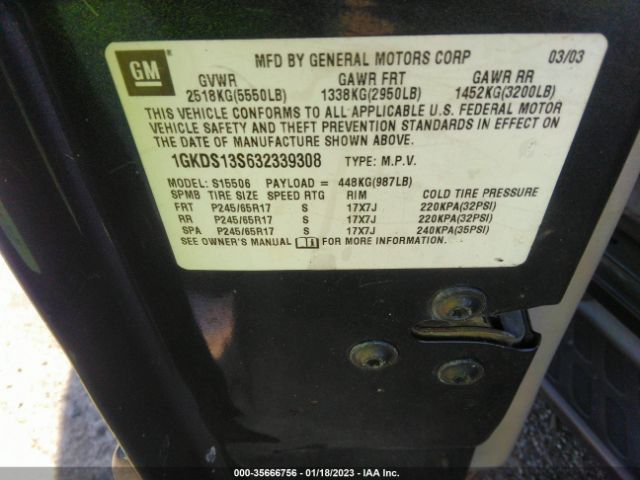 GM
MFD BY GENERAL MOTORS CORP 03/03
GVWR GAWR FRT GAWR RR
2518KG(5550LB) 1338KG(2950LB) 1452KG(3200LB)
THIS VEHICLE CONFORMS TO ALL APPLICABLE U.S. FEDERAL MOTOR
VEHICLE SAFETY AND THEFT PREVENTION STANDARDS IN EFFECT ON
THE DATE OF MANUFACTURE SHOWN ABOVE.
1GKDS13S632339308 TYPE: M.P.V.
MODEL: S15506 PAYLOAD = 448KG(987LB)
SPMB TIRE SIZE SPEED RTG RIM COLD TIRE PRESSURE
FRT P245/65R17 S 17X7J 220KPA(32PSI)
RR P245/65R17 S 17X7J 220KPA(32PSI)
SPA P245/65R17 S 17X7J 240KPA(35PSI)
SEE OWNER'S MANUAL FOR MORE INFORMATION.
000-35666756 - 01/18/2023 - IAA Inc.